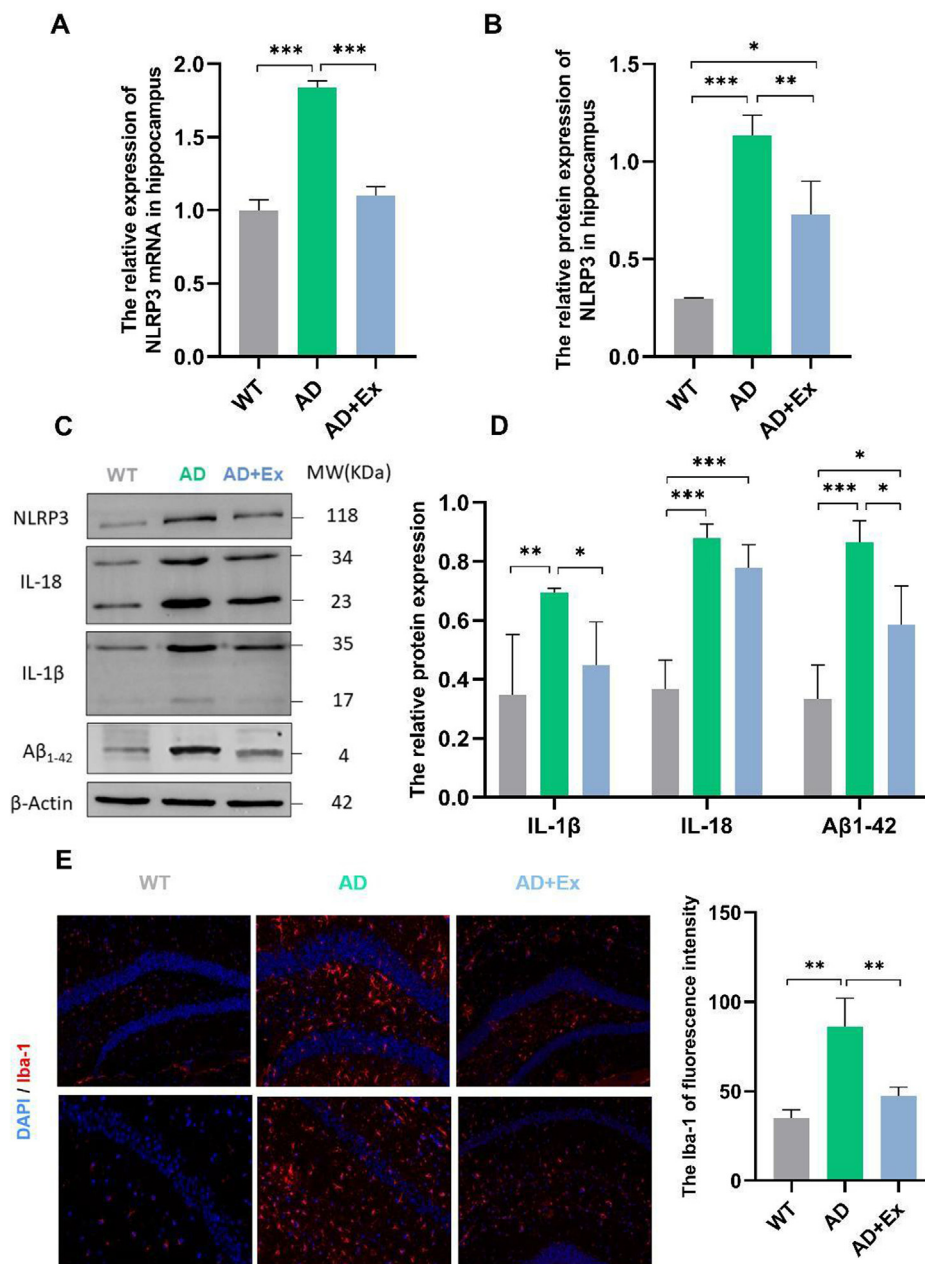 A
The relative expression of
NLRP3 mRNA in hippocampus
2.0
1.5
1.0
0.5
0.0
*** ***
WT AD AD+Ex
B
The relative protein expression of
NLRP3 in hippocampus
1.5
1.0
0.5
0.0
*
*** **
WT AD AD+Ex
C
WT AD AD+Ex MW(KDa)
NLRP3 118
34
IL-18
23
35
IL-1β
17
Aβ1-42 4
β-Actin 42
D
The relative protein expression
1.0
0.8
0.6
0.4
0.2
0.0
** *
***
***
*
*** *
IL-1β IL-18 Aβ1-42
E
WT AD AD+Ex
DAPI / Iba-1
The Iba-1 of fluorescence intensity
150
100
50
0
** **
WT AD AD+Ex